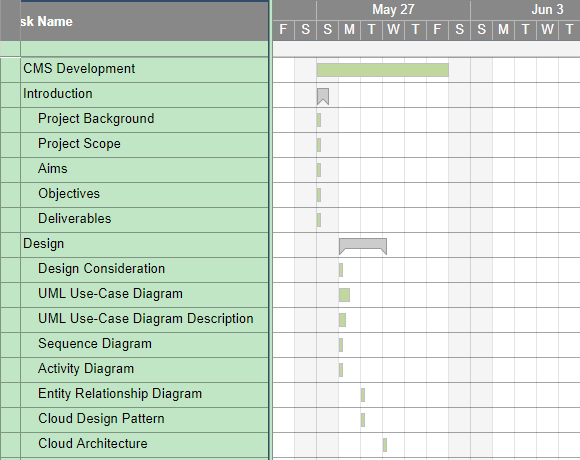 May 27 Jun 3
sk Name
F S S M T W T F S S M T W T
CMS Development
Introduction
Project Background
Project Scope
Aims
Objectives
Deliverables
Design
Design Consideration
UML Use-Case Diagram
UML Use-Case Diagram Description
Sequence Diagram
Activity Diagram
Entity Relationship Diagram
Cloud Design Pattern
Cloud Architecture